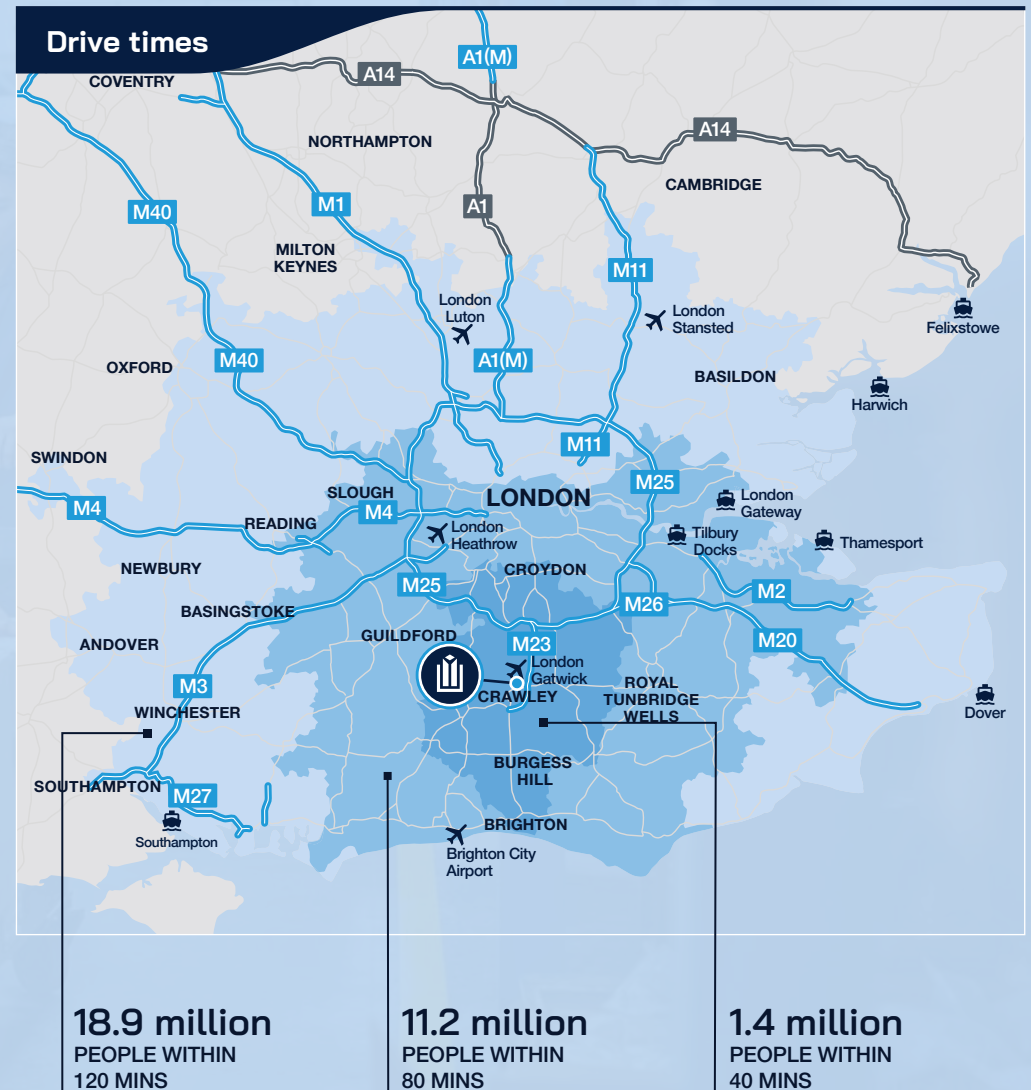 Drive times
COVENTRY
A14
A1(M)
NORTHAMPTON
A14
CAMBRIDGE
M40
M1
A1
MILTON
KEYNES
M11
London
Luton
London
Stansted
Felixstowe
M40
A1(M)
OXFORD
BASILDON
Harwich
M11
SWINDON
M25
SLOUGH
LONDON
London
Gateway
M4
M4
READING
London
Heathrow
Tilbury
Docks
Thamesport
NEWBURY
CROYDON
M25
M26
M2
BASINGSTOKE
GUILDFORD
M23
M20
ANDOVER
London
Gatwick
CRAWLEY
ROYAL
TUNBRIDGE
WELLS
M3
WINCHESTER
Dover
BURGESS
HILL
SOUTHAMPTON
M27
Southampton
BRIGHTON
Brighton City
Airport
18.9 million
PEOPLE WITHIN
120 MINS
11.2 million
PEOPLE WITHIN
80 MINS
1.4 million
PEOPLE WITHIN
40 MINS